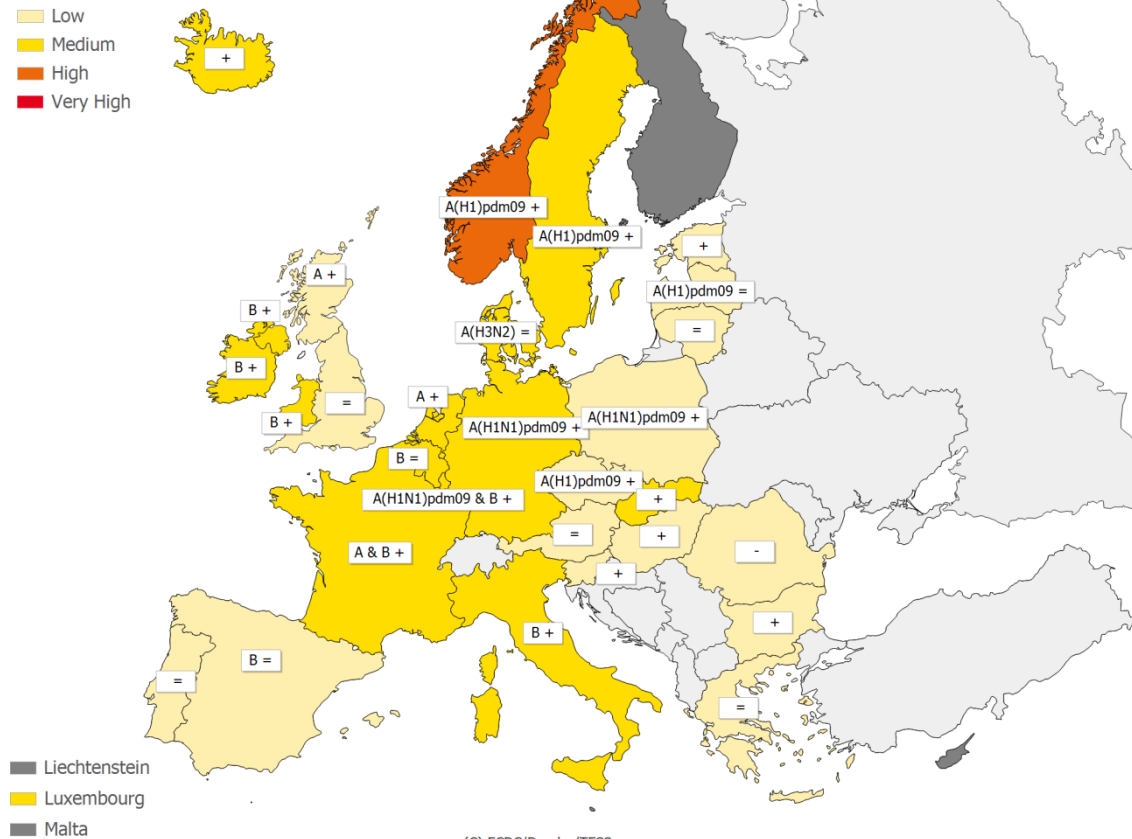 Low
Medium
High
Very High
+
A(H1)pdm09 +
A(H1)pdm09 +
+
A +
A(H1)pdm09 =
B +
A(H3N2) =
=
B +
A +
=
B +
A(H1N1)pdm09 +
A(H1N1)pdm09 +
B =
A(H1)pdm09 +
A(H1N1)pdm09 & B +
+
=
+
A & B +
-
+
+
B +
B =
=
=
Liechtenstein
Luxembourg
Malta